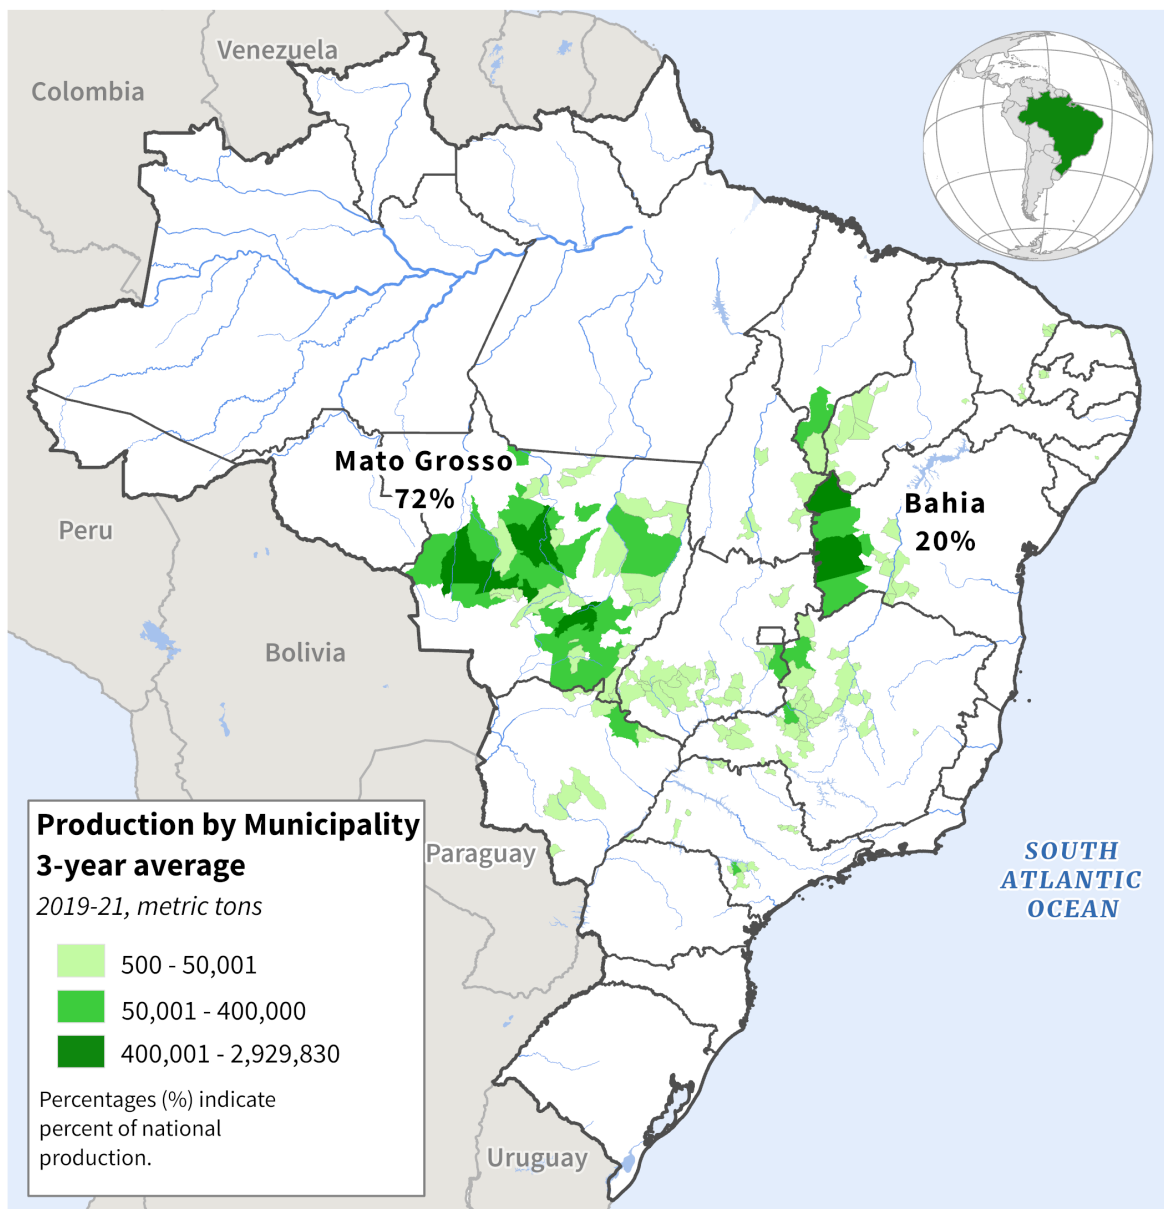 Venezuela
Colombia
Mato Grosso
72%
Bahia
20%
Peru
Bolivia
Production by Municipality
3-year average
2019-21, metric tons
500 - 50,001
50,001 - 400,000
400,001 - 2,929,830
Percentages (%) indicate
percent of national
production.
Paraguay
SOUTH
ATLANTIC
OCEAN
Uruguay